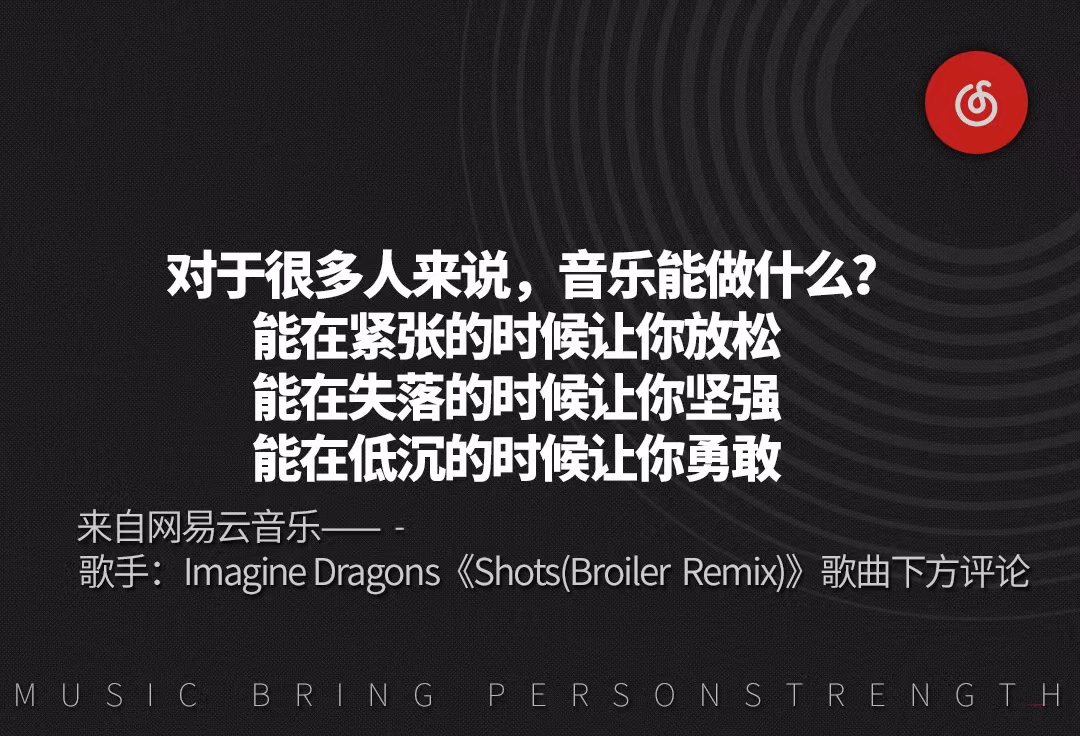 对于很多人来说，音乐能做什么？
能在紧张的时候让你放松
能在失落的时候让你坚强
能在低沉的时候让你勇敢
来自网易云音乐—— -
歌手：Imagine Dragons《Shots(Broiler Remix)》歌曲下方评论
MUSIC BRING PERSONSTRENGTH